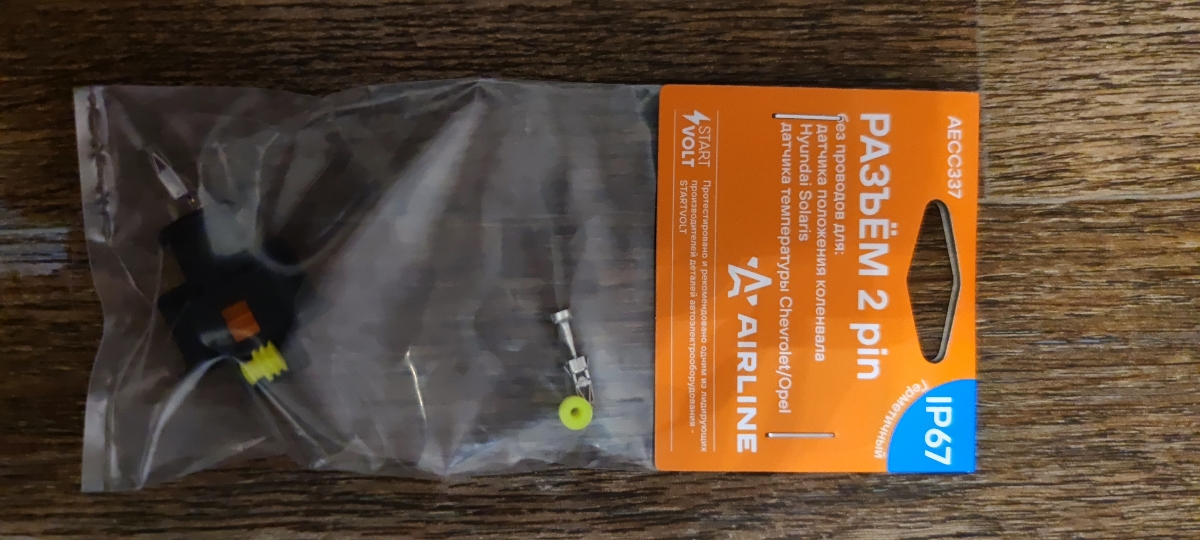 AECC337
IP67
Герметичный
РАЗЪЁМ 2 pin
без проводов для:
датчика положения коленвала
Hyundai Solaris
датчика температуры Chevrolet/Opel
AIRLINE
START
VOLT
Протестировано и рекомендовано одним из лидирующих
производителей деталей автоэлектрооборудования -
STARTVOLT